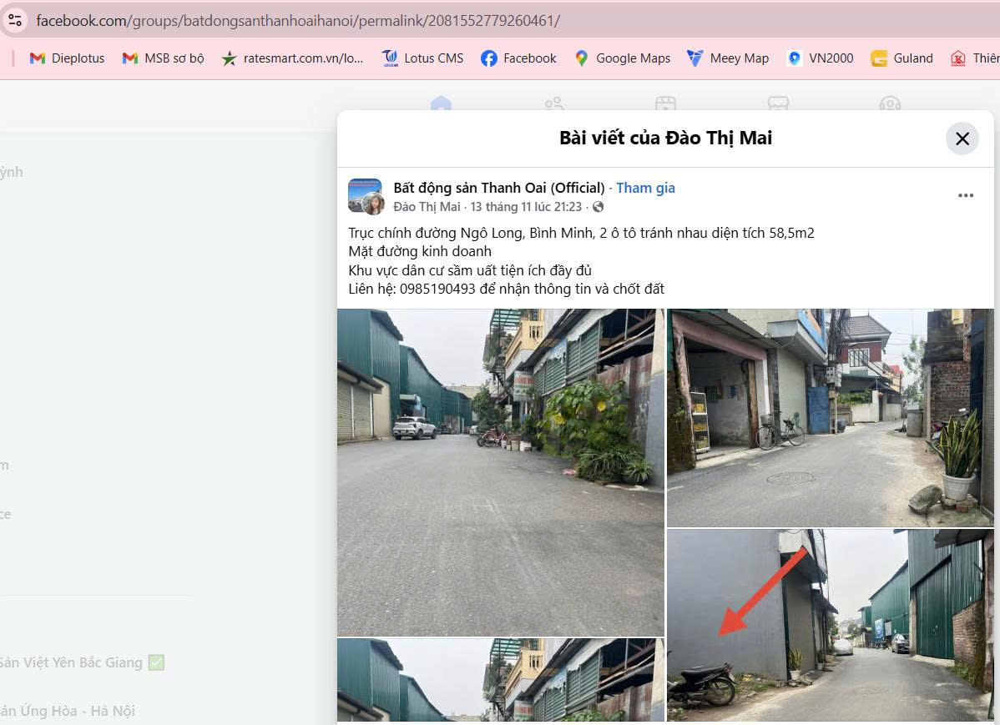 facebook.com/groups/batdongsanthanhoaihanoi/permalink/2081552779260461/
Dieplotus
MSB sơ bộ
ratesmart.com.vn/lo...
Lotus CMS
Facebook
Google Maps
Meey Map
VN2000
Guland
Thiên
Bài viết của Đào Thị Mai
ỳnh
Bất động sản Thanh Oai (Official) · Tham gia
Đào Thị Mai · 13 tháng 11 lúc 21:23 ·
Trục chính đường Ngô Long, Bình Minh, 2 ô tô tránh nhau diện tích 58,5m2
Mặt đường kinh doanh
Khu vực dân cư sầm uất tiện ích đầy đủ
Liên hệ: 0985190493 để nhận thông tin và chốt đất
m
ce
Sản Việt Yên Bắc Giang ✅
ản Ứng Hòa - Hà Nội